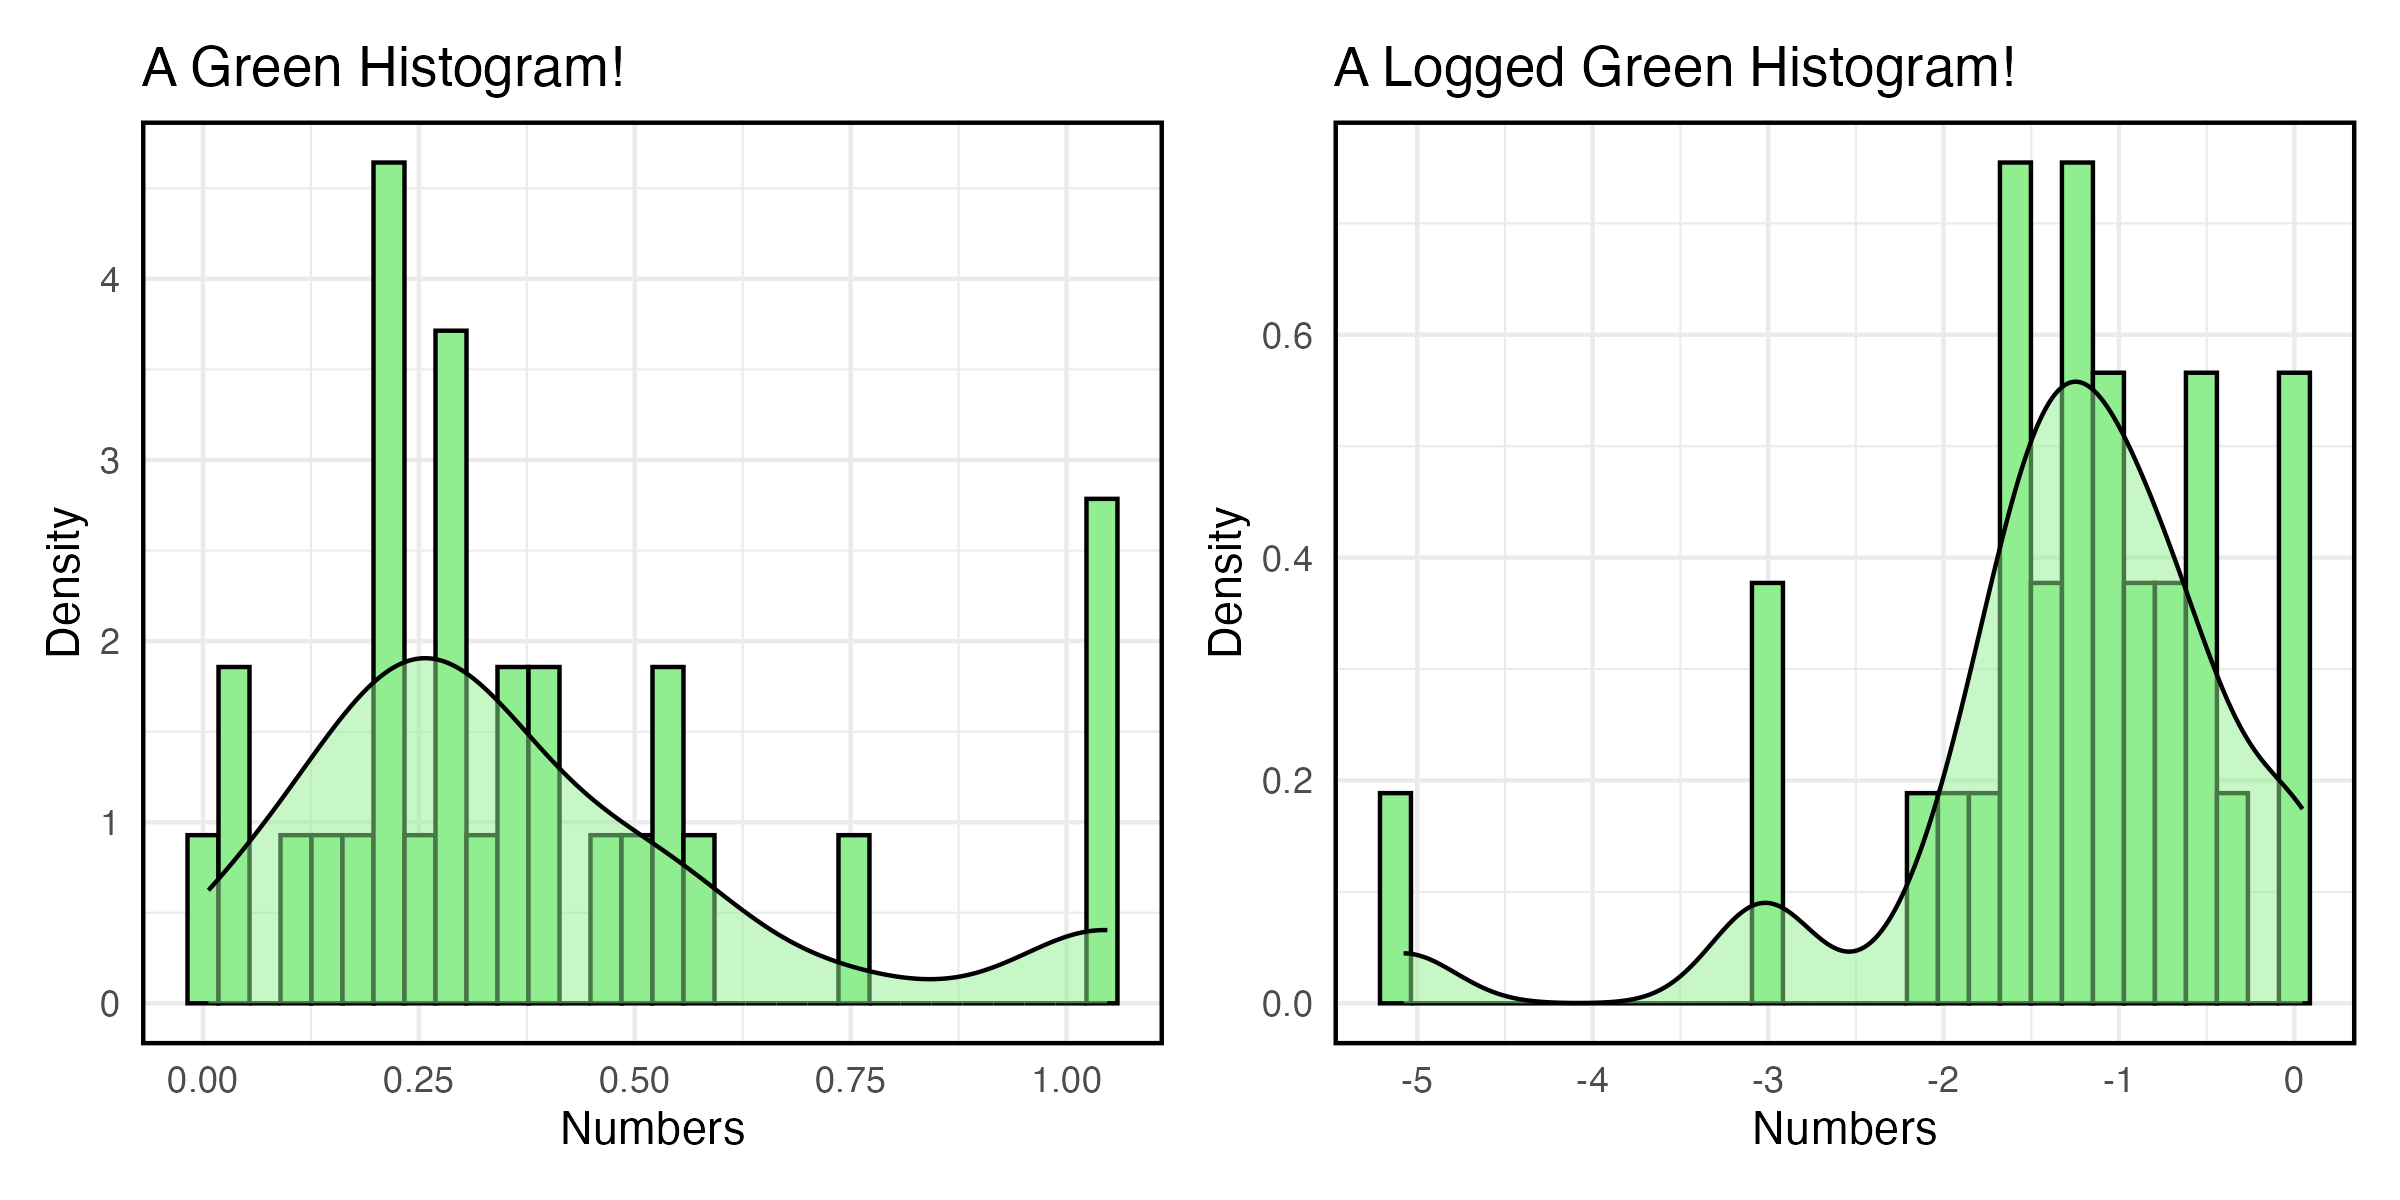 A Green Histogram!
Density
4
3
2
1
0
0.00 0.25 0.50 0.75 1.00
Numbers
A Logged Green Histogram!
Density
0.6
0.4
0.2
0.0
-5 -4 -3 -2 -1 0
Numbers